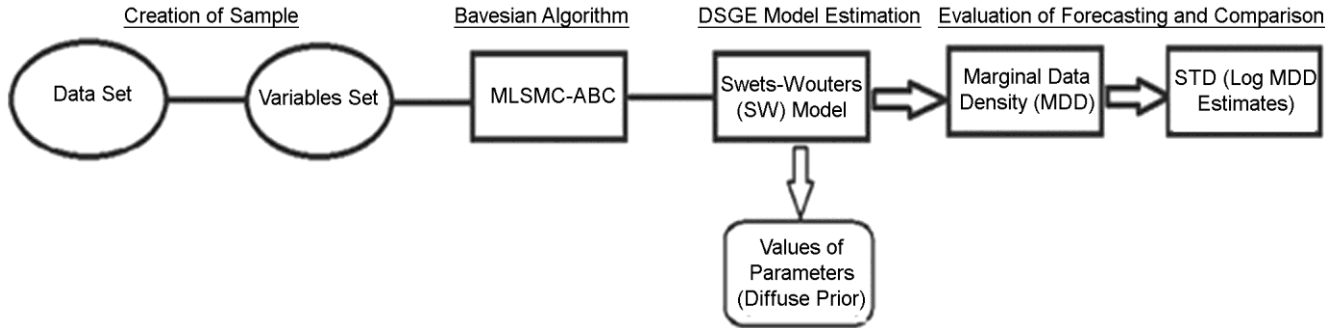 Creation of Sample
Bavesian Algorithm
DSGE Model Estimation
Evaluation of Forecasting and Comparison
Data Set
Variables Set
MLSMC-ABC
Swets-Wouters
(SW) Model
Marginal Data
Density (MDD)
STD (Log MDD
Estimates)
Values of
Parameters
(Diffuse Prior)